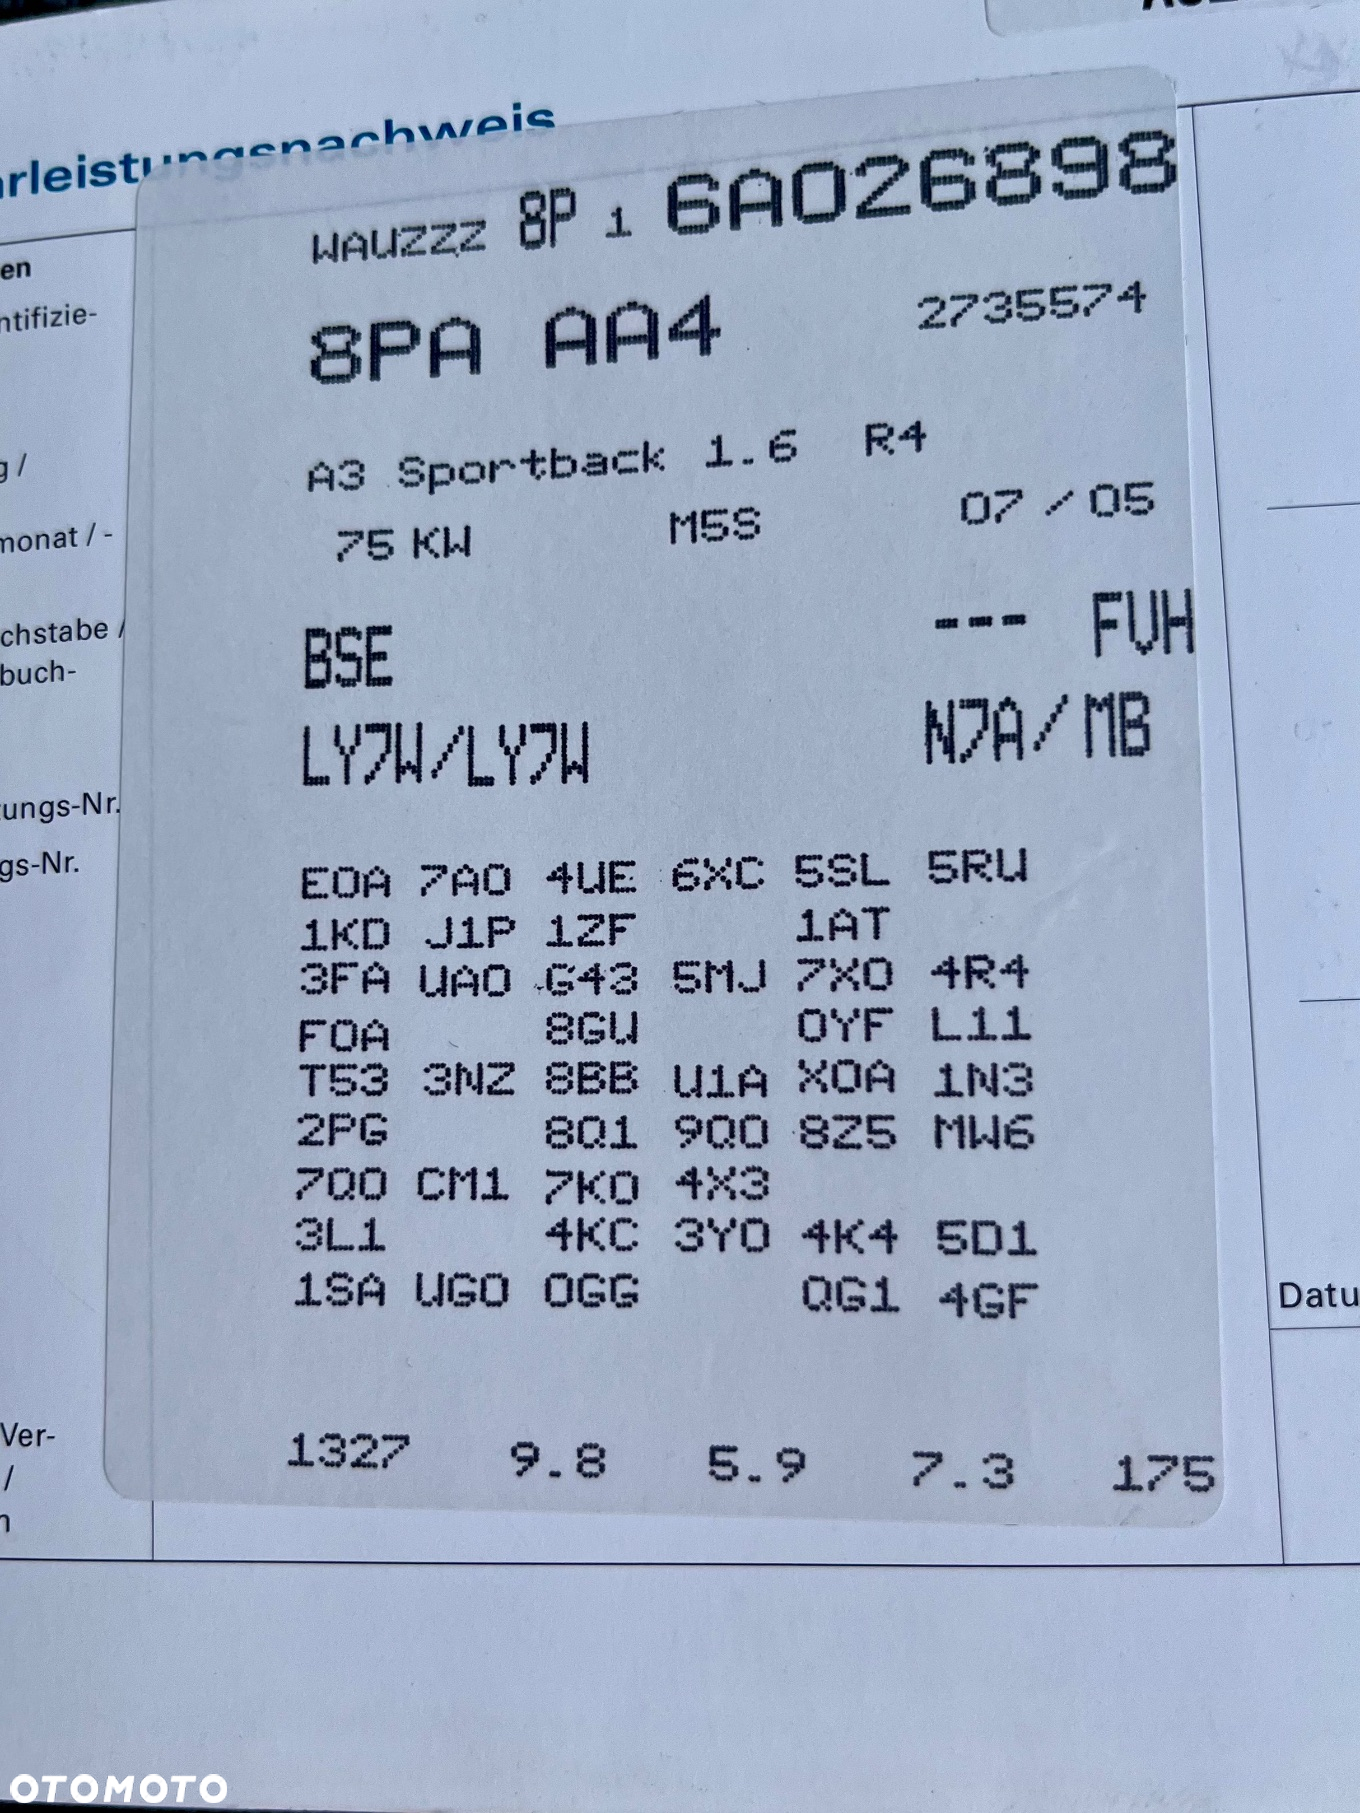 rleistungsnachweis
WAUZZZ 8P 1 6A026898
en
ntifizie-
8PA AA4 2735574
g /
A3 Sportback 1.6 R4
monat / -
75 KW M5S 07 / 05
chstabe /
buch-
BSE --- FVH
LY7W/LY7W N7A/MB
tungs-Nr.
gs-Nr.
E0A 7A0 4UE 6XC 5SL 5RU
1KD J1P 1ZF 1AT
3FA UA0 G43 5MJ 7X0 4R4
F0A 8GU 0YF L11
T53 3NZ 8BB U1A X0A 1N3
2PG 8Q1 9Q0 8Z5 MW6
7Q0 CM1 7K0 4X3
3L1 4KC 3Y0 4K4 5D1
1SA UG0 0GG QG1 4GF
Datu
Ver-
/
n
1327 9.8 5.9 7.3 175
OTOMOTO